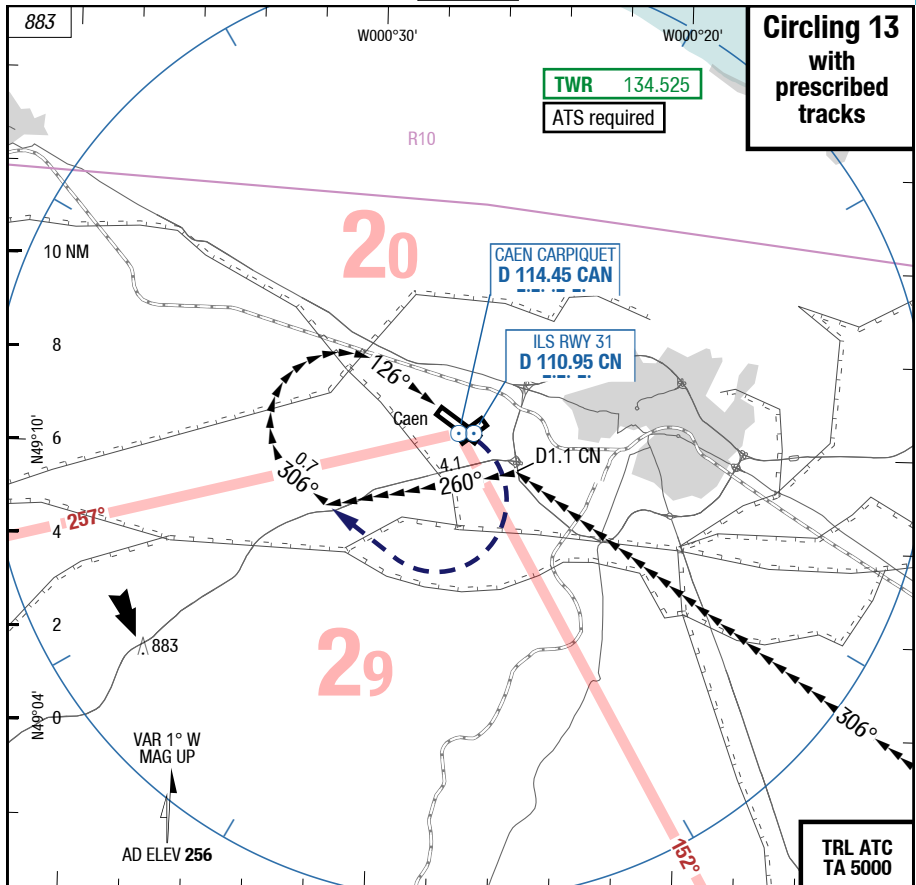 883
W000°30'
W000°20'
Circling 13
with
prescribed
tracks
TWR 134.525
ATS required
R10
20
10 NM
CAEN CARPIQUET
D 114.45 CAN
8
ILS RWY 31
D 110.95 CN
126°
Caen
N49°10'
6
D1.1 CN
4.1
260°
0.7
306°
257°
4
2
883
29
306°
N49°04'
0
VAR 1° W
MAG UP
AD ELEV 256
152°
TRL ATC
TA 5000